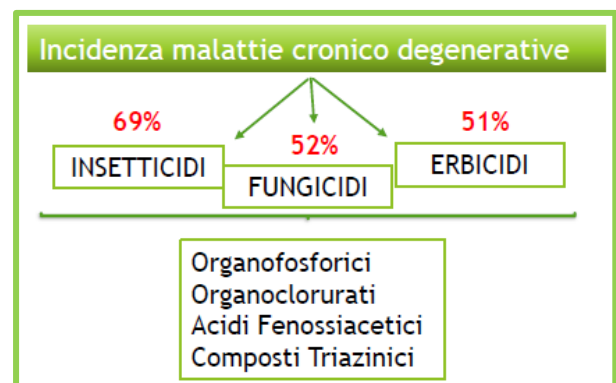 Incidenza malattie cronico degenerative
69%
52%
51%
INSETTICIDI
FUNGICIDI
ERBICIDI
Organofosforici
Organoclorurati
Acidi Fenossiacetici
Composti Triazinici